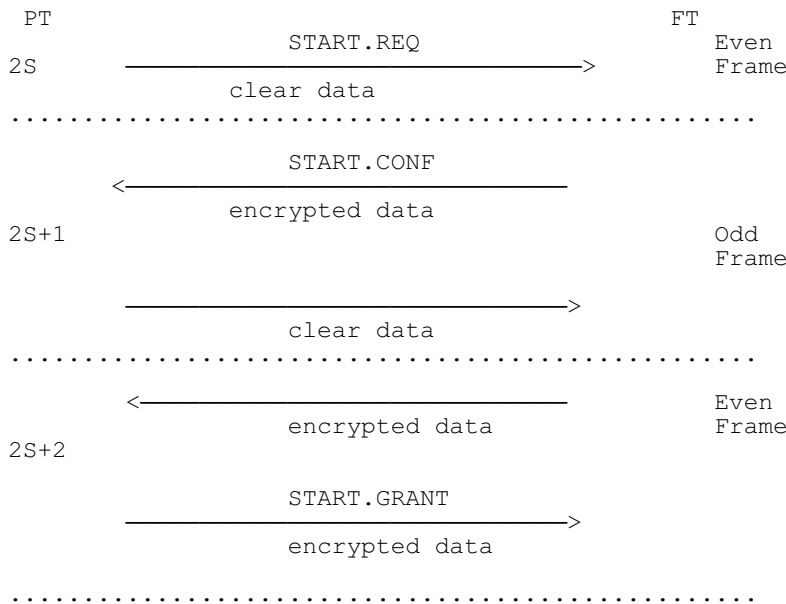 PT FT
START.REQ Even
2S Frame
clear data
START.CONF
encrypted data
2S+1 Odd
Frame
clear data
Even
encrypted data Frame
2S+2
START.GRANT
encrypted data